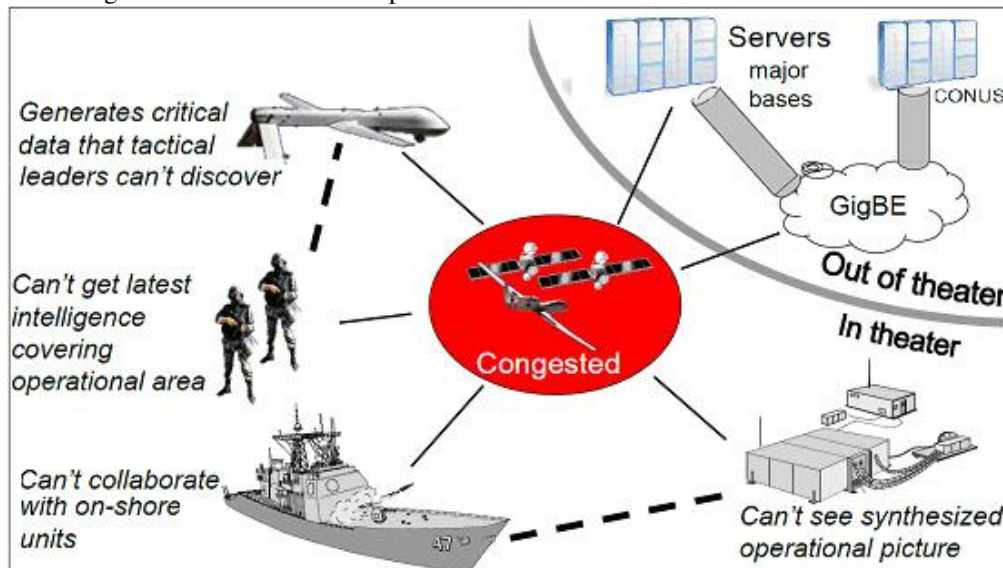 Servers
major
bases
CONUS
Generates critical
data that tactical
leaders can't discover
GigBE
Out of theater
In theater
Can't get latest
intelligence
covering
operational area
Congested
Can't collaborate
with on-shore
units
47
Can't see synthesized
operational picture